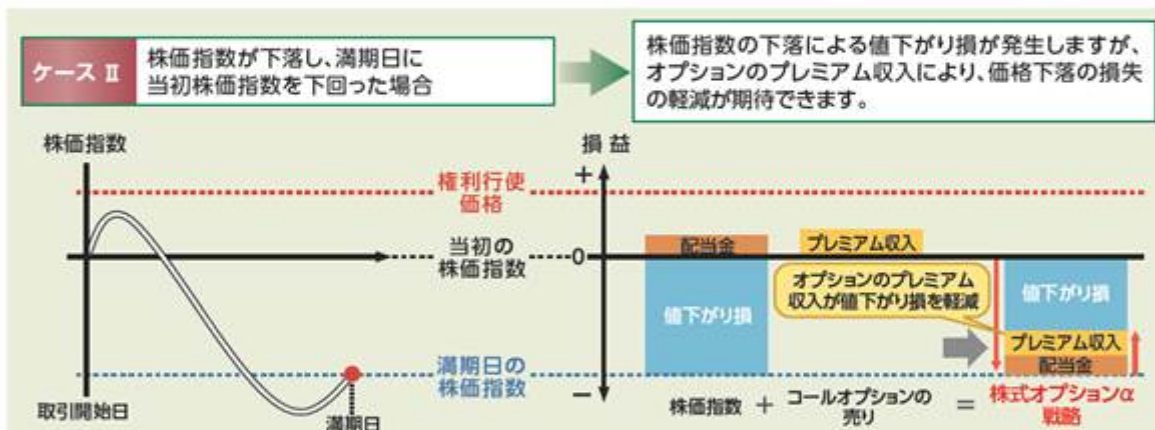 ケース Ⅱ
株価指数が下落し、満期日に
当初株価指数を下回った場合
株価指数の下落による値下がり損が発生しますが、
オプションのプレミアム収入により、価格下落の損失
の軽減が期待できます。
株価指数
権利行使
価格
当初の
株価指数
満期日の
株価指数
取引開始日
満期日
損 益
+
0
−
配当金
値下がり損
プレミアム収入
オプションのプレミアム
収入が値下がり損を軽減
値下がり損
プレミアム収入
配当金
株価指数 + コールオプションの
売り
= 株式オプションα
戦略